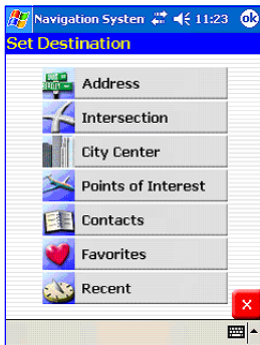 Navigation Systen 11:23 ok
Set Destination
Address
Intersection
City Center
Points of Interest
Contacts
Favorites
Recent